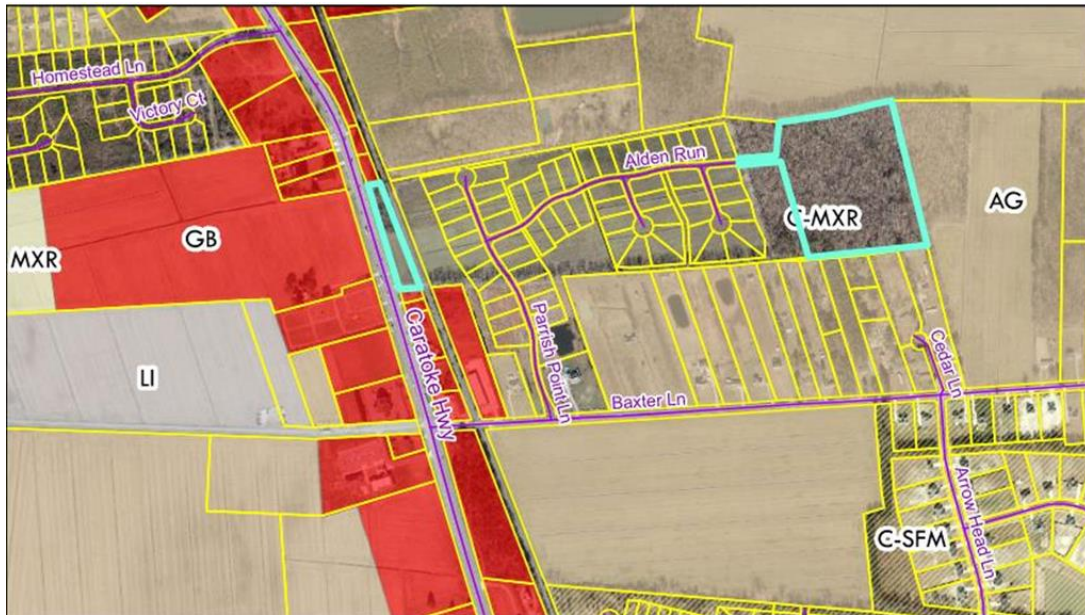 Homestead Ln
Victory Ct
Alden Run
C-MXR
AG
GB
MXR
Parrish Point Ln
Caratoke Hwy
Cedar Ln
LI
Baxter Ln
Arrow Head Ln
C-SFM